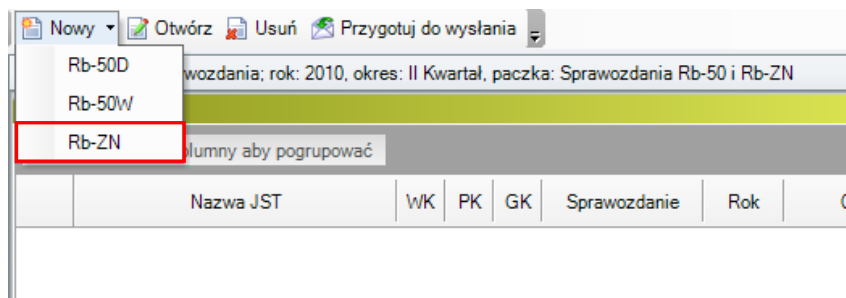 Nowy Otwórz Usuń Przygotuj do wysłania
Rb-50D
wozdania; rok: 2010, okres: II Kwartał, paczka: Sprawozdania Rb-50 i Rb-ZN
Rb-50W
Rb-ZN
olumny aby pogrupować
Nazwa JST WK PK GK Sprawozdanie Rok